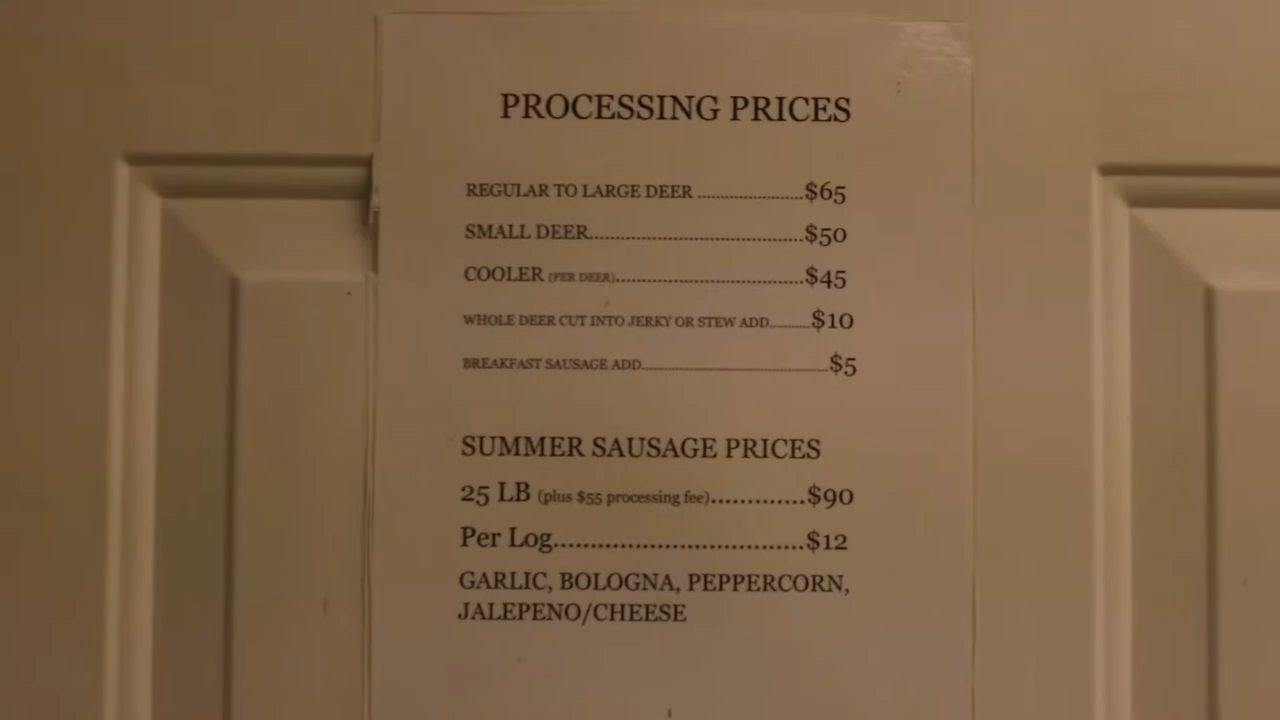 PROCESSING PRICES
REGULAR TO LARGE DEER ........................$65
SMALL DEER.................................................$50
COOLER (PER DEER)...........................................$45
WHOLE DEER CUT INTO JERKY OR STEW ADD..........$10
BREAKFAST SAUSAGE ADD.....................................................$5
SUMMER SAUSAGE PRICES
25 LB (plus $55 processing fee)............$90
Per Log................................$12
GARLIC, BOLOGNA, PEPPERCORN,
JALEPENO/CHEESE